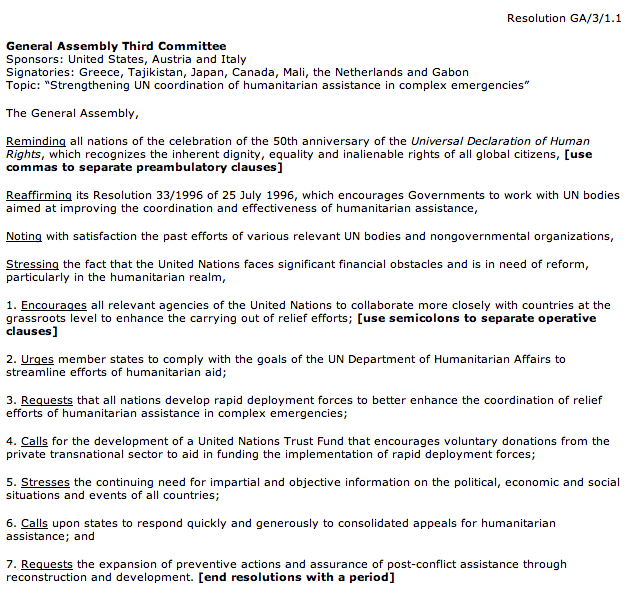 Resolution GA/3/1.1
General Assembly Third Committee
Sponsors: United States, Austria and Italy
Signatories: Greece, Tajikistan, Japan, Canada, Mali, the Netherlands and Gabon
Topic: “Strengthening UN coordination of humanitarian assistance in complex emergencies”
The General Assembly,
Reminding all nations of the celebration of the 50th anniversary of the Universal Declaration of Human
Rights, which recognizes the inherent dignity, equality and inalienable rights of all global citizens, [use
commas to separate preambulatory clauses]
Reaffirming its Resolution 33/1996 of 25 July 1996, which encourages Governments to work with UN bodies
aimed at improving the coordination and effectiveness of humanitarian assistance,
Noting with satisfaction the past efforts of various relevant UN bodies and nongovernmental organizations,
Stressing the fact that the United Nations faces significant financial obstacles and is in need of reform,
particularly in the humanitarian realm,
1. Encourages all relevant agencies of the United Nations to collaborate more closely with countries at the
grassroots level to enhance the carrying out of relief efforts; [use semicolons to separate operative
clauses]
2. Urges member states to comply with the goals of the UN Department of Humanitarian Affairs to
streamline efforts of humanitarian aid;
3. Requests that all nations develop rapid deployment forces to better enhance the coordination of relief
efforts of humanitarian assistance in complex emergencies;
4. Calls for the development of a United Nations Trust Fund that encourages voluntary donations from the
private transnational sector to aid in funding the implementation of rapid deployment forces;
5. Stresses the continuing need for impartial and objective information on the political, economic and social
situations and events of all countries;
6. Calls upon states to respond quickly and generously to consolidated appeals for humanitarian
assistance; and
7. Requests the expansion of preventive actions and assurance of post-conflict assistance through
reconstruction and development. [end resolutions with a period]